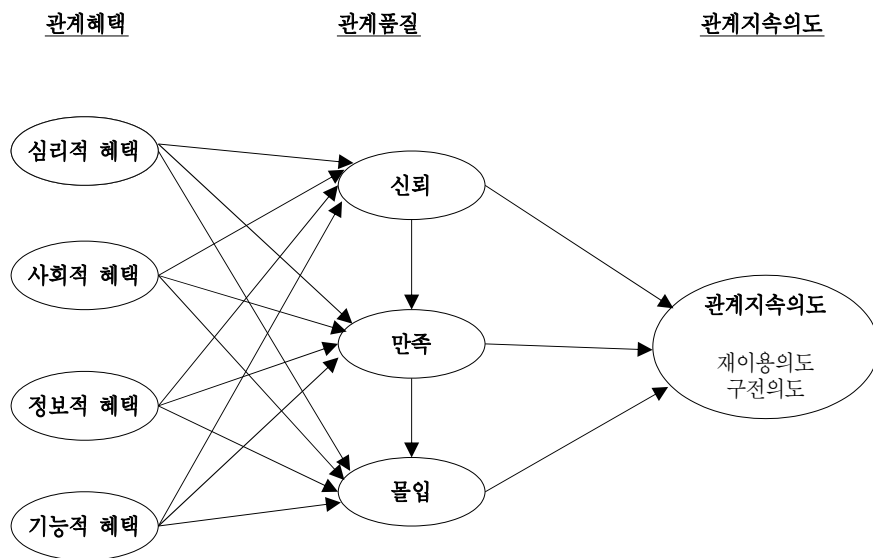 관계혜택
관계품질
관계지속의도
심리적 혜택
신뢰
사회적 혜택
관계지속의도
만족
재이용의도
구전의도
정보적 혜택
몰입
기능적 혜택